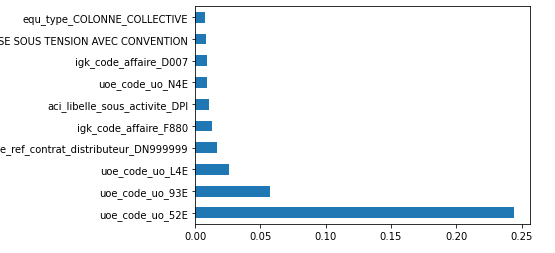 equ_type_COLONNE_COLLECTIVE
SE SOUS TENSION AVEC CONVENTION
igk_code_affaire_D007
uoe_code_uo_N4E
aci_libelle_sous_activite_DPI
igk_code_affaire_F880
e_ref_contrat_distributeur_DN999999
uoe_code_uo_L4E
uoe_code_uo_93E
uoe_code_uo_52E
0.00 0.05 0.10 0.15 0.20 0.25